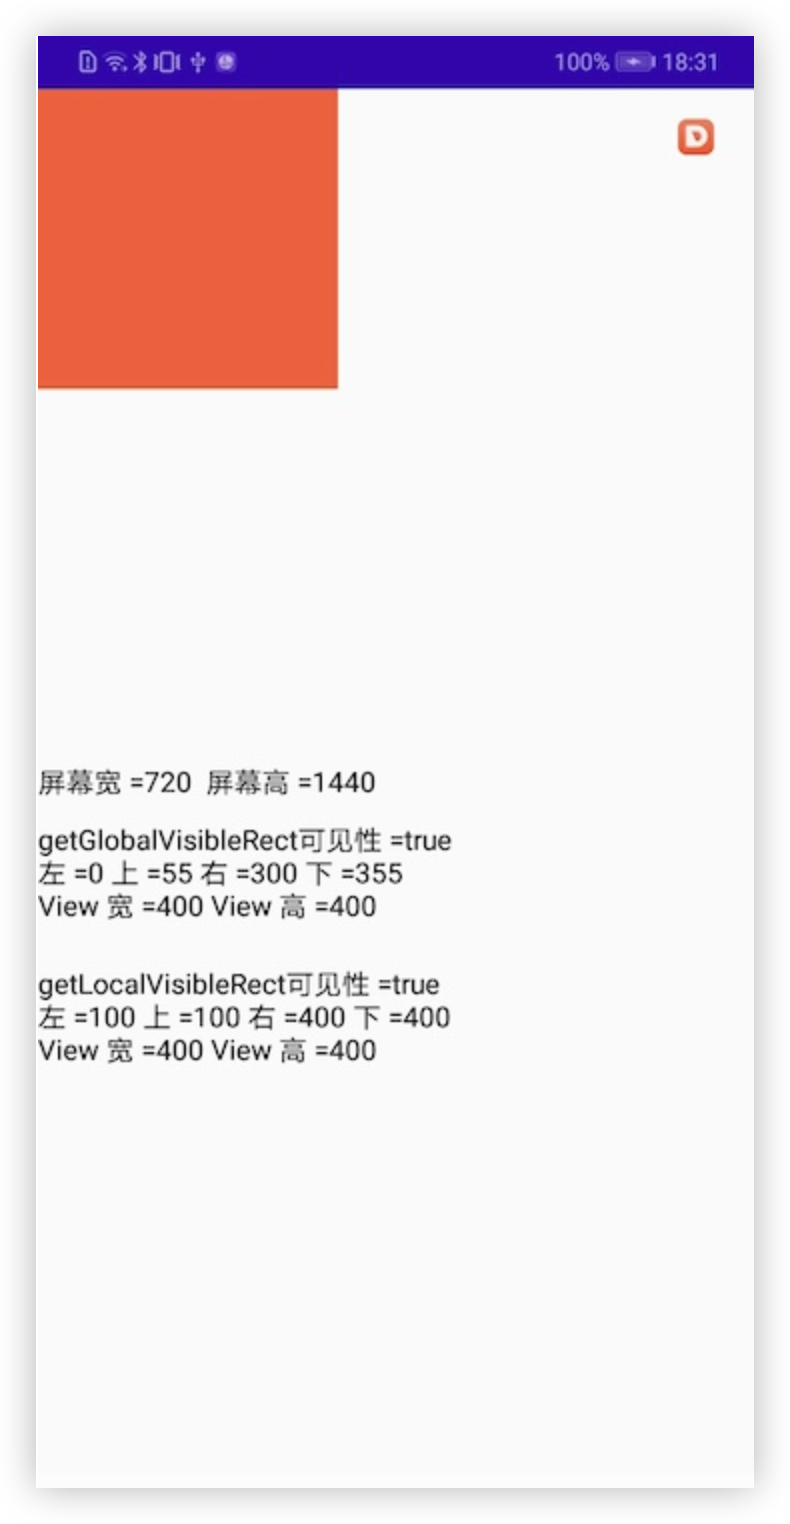 100% 18:31
屏幕宽 =720 屏幕高 =1440
getGlobalVisibleRect可见性 =true
左 =0 上 =55 右 =300 下 =355
View 宽 =400 View 高 =400
getLocalVisibleRect可见性 =true
左 =100 上 =100 右 =400 下 =400
View 宽 =400 View 高 =400